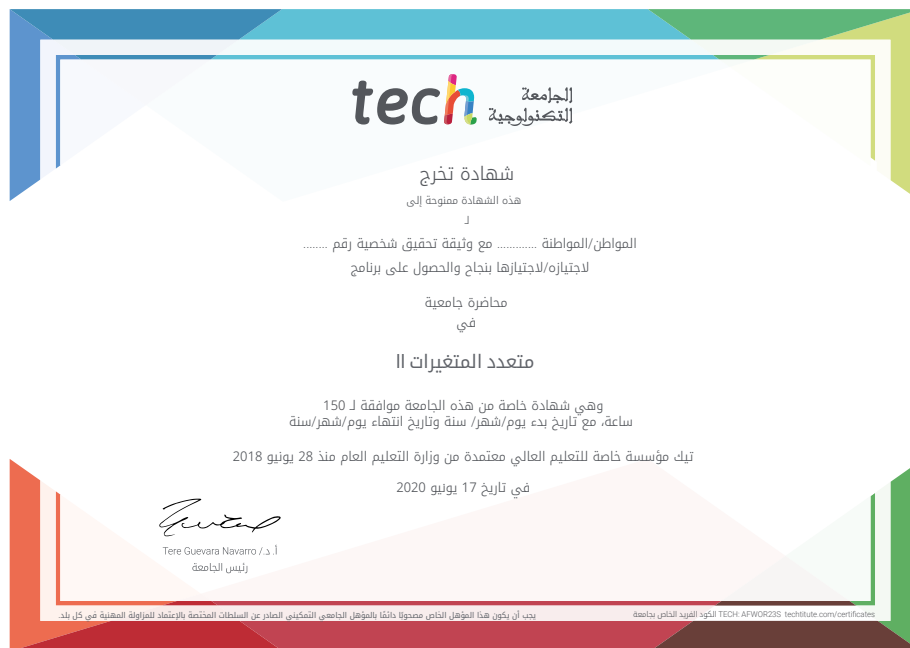 tech الجامعة
التكنولوجية
شهادة تخرج
هذه الشهادة ممنوحة إلى
لـ
المواطن/المواطنة ............. مع وثيقة تحقيق شخصية رقم ........
لاجتيازه/لاجتيازها بنجاح والحصول على برنامج
محاضرة جامعية
في
متعدد المتغيرات II
وهي شهادة خاصة من هذه الجامعة موافقة لـ 150
ساعة، مع تاريخ بدء يوم/شهر/ سنة وتاريخ انتهاء يوم/شهر/سنة
تيك مؤسسة خاصة للتعليم العالي معتمدة من وزارة التعليم العام منذ 28 يونيو 2018
في تاريخ 17 يونيو 2020
أ. د./ Tere Guevara Navarro
رئيس الجامعة
يجب أن يكون هذا المؤهل الخاص مصحوبًا دائمًا بالمؤهل الجامعي التمكيني الصادر عن السلطات المختصة بالإعتماد للمزاولة المهنية في كل بلد.
الكود الفريد الخاص بجامعة TECH: AFWOR23S techtitute.com/certificates